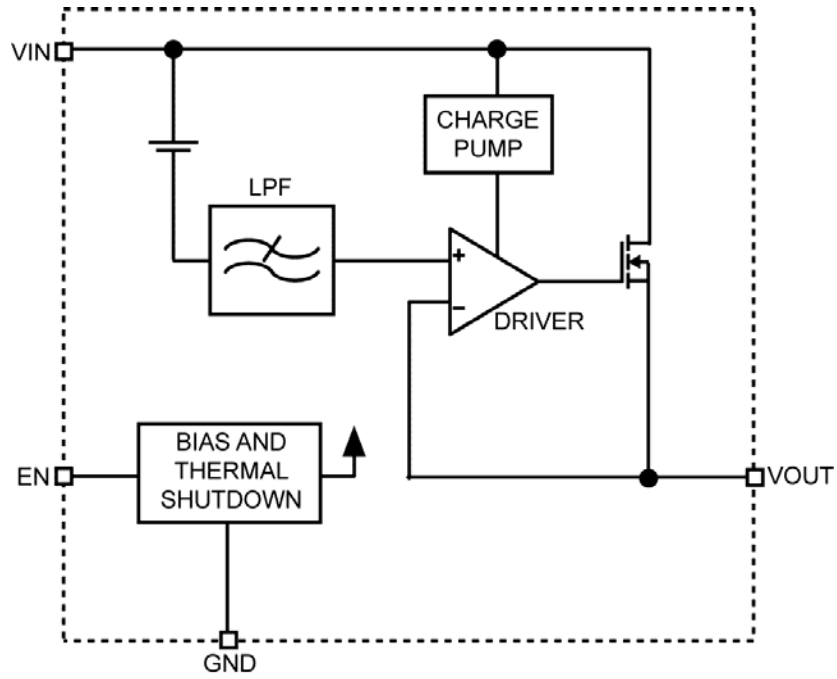 VIN
CHARGE
PUMP
LPF
+
−
DRIVER
BIAS AND
THERMAL
SHUTDOWN
EN
VOUT
GND